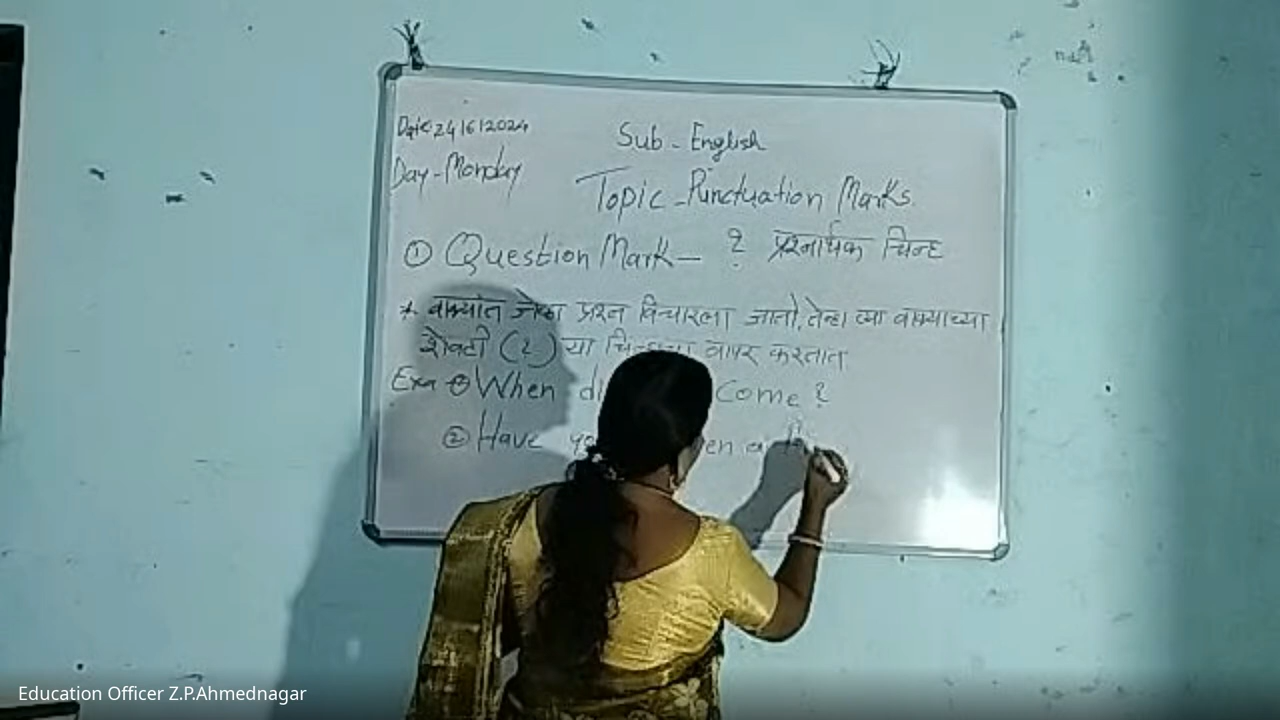 Date 24/6/2024
Sub - English
Day - Monday
Topic - Punctuation Marks
① Question Mark — ? प्रश्नार्थक चिन्ह
* वाक्यांत जेव्हा प्रश्न विचारला जातो, तेव्हा त्या वाक्याच्या
शेवटी (?) या चिन्हाचा वापर करतात
Exa ① When Come ?
② Have
Education Officer Z.P.Ahmednagar